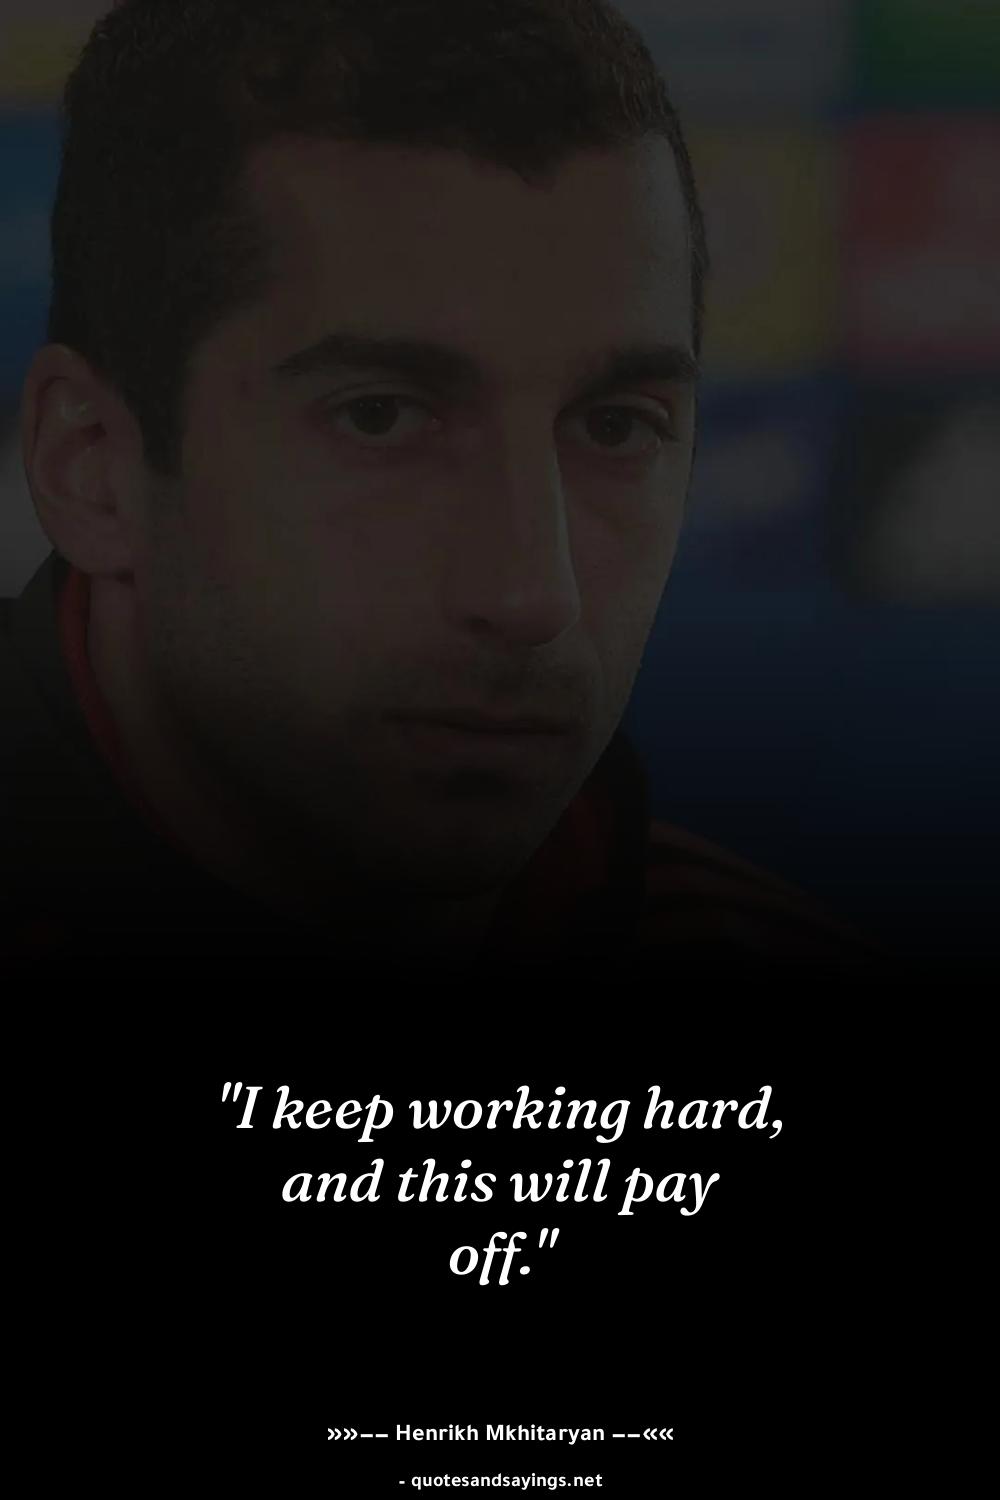 "I keep working hard,
and this will pay
off."
»»−− Henrikh Mkhitaryan −−««
- quotesandsayings.net